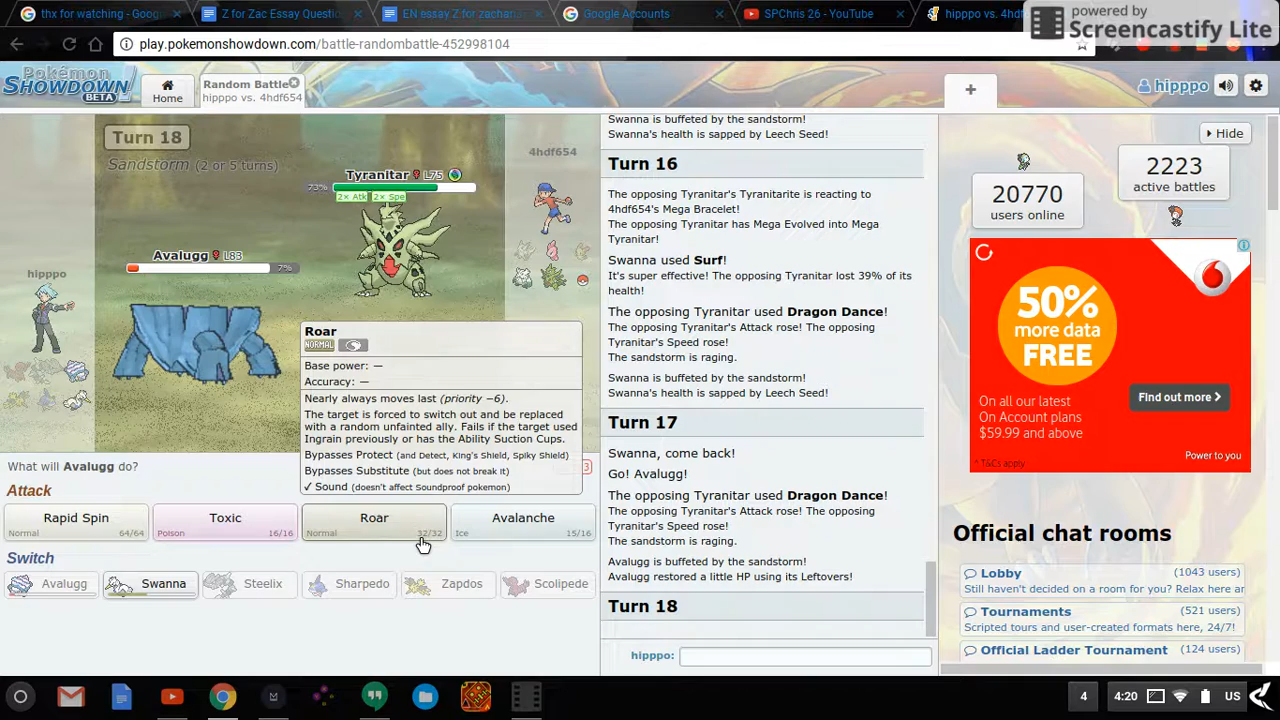 thx for watching - Goog
Z for Zac Essay Questi
EN essay Z for zachari
Google Accounts
SPChris 26 - YouTube
hipppo vs. 4hdf
powered by
Screencastify Lite
play.pokemonshowdown.com/battle-randombattle-452998104
Pokémon
SHOWDOWN
BETA
Home
Random Battle
hipppo vs. 4hdf654
+
hipppo
Turn 18
Sandstorm (2 or 5 turns)
4hdf654
Tyranitar L75
73%
2× Atk 2× Spe
Avalugg L83
7%
hipppo
Roar
NORMAL
Base power: —
Accuracy: —
Nearly always moves last (priority −6).
The target is forced to switch out and be replaced
with a random unfainted ally. Fails if the target used
Ingrain previously or has the Ability Suction Cups.
Bypasses Protect (and Detect, King's Shield, Spiky Shield)
Bypasses Substitute (but does not break it)
✓ Sound (doesn't affect Soundproof pokemon)
What will Avalugg do?
Attack
Rapid Spin
Normal 64/64
Toxic
Poison 16/16
Roar
Normal 32/32
Avalanche
Ice 15/16
Switch
Avalugg
Swanna
Steelix
Sharpedo
Zapdos
Scolipede
Swanna is buffeted by the sandstorm!
Swanna's health is sapped by Leech Seed!
Turn 16
The opposing Tyranitar's Tyranitarite is reacting to
4hdf654's Mega Bracelet!
The opposing Tyranitar has Mega Evolved into Mega
Tyranitar!
Swanna used Surf!
It's super effective! The opposing Tyranitar lost 39% of its
health!
The opposing Tyranitar used Dragon Dance!
The opposing Tyranitar's Attack rose! The opposing
Tyranitar's Speed rose!
The sandstorm is raging.
Swanna is buffeted by the sandstorm!
Swanna's health is sapped by Leech Seed!
Turn 17
Swanna, come back!
Go! Avalugg!
The opposing Tyranitar used Dragon Dance!
The opposing Tyranitar's Attack rose! The opposing
Tyranitar's Speed rose!
The sandstorm is raging.
Avalugg is buffeted by the sandstorm!
Avalugg restored a little HP using its Leftovers!
Turn 18
hipppo:
Hide
20770
users online
2223
active battles
50%
more data
FREE
On all our latest
On Account plans
$59.99 and above
*T&Cs apply
Find out more
vodafone
Power to you
Official chat rooms
Lobby (1043 users)
Still haven't decided on a room for you? Relax here ar
Tournaments (521 users)
Scripted tours and user-created formats here, 24/7!
Official Ladder Tournament (124 users)
4
4:20
US